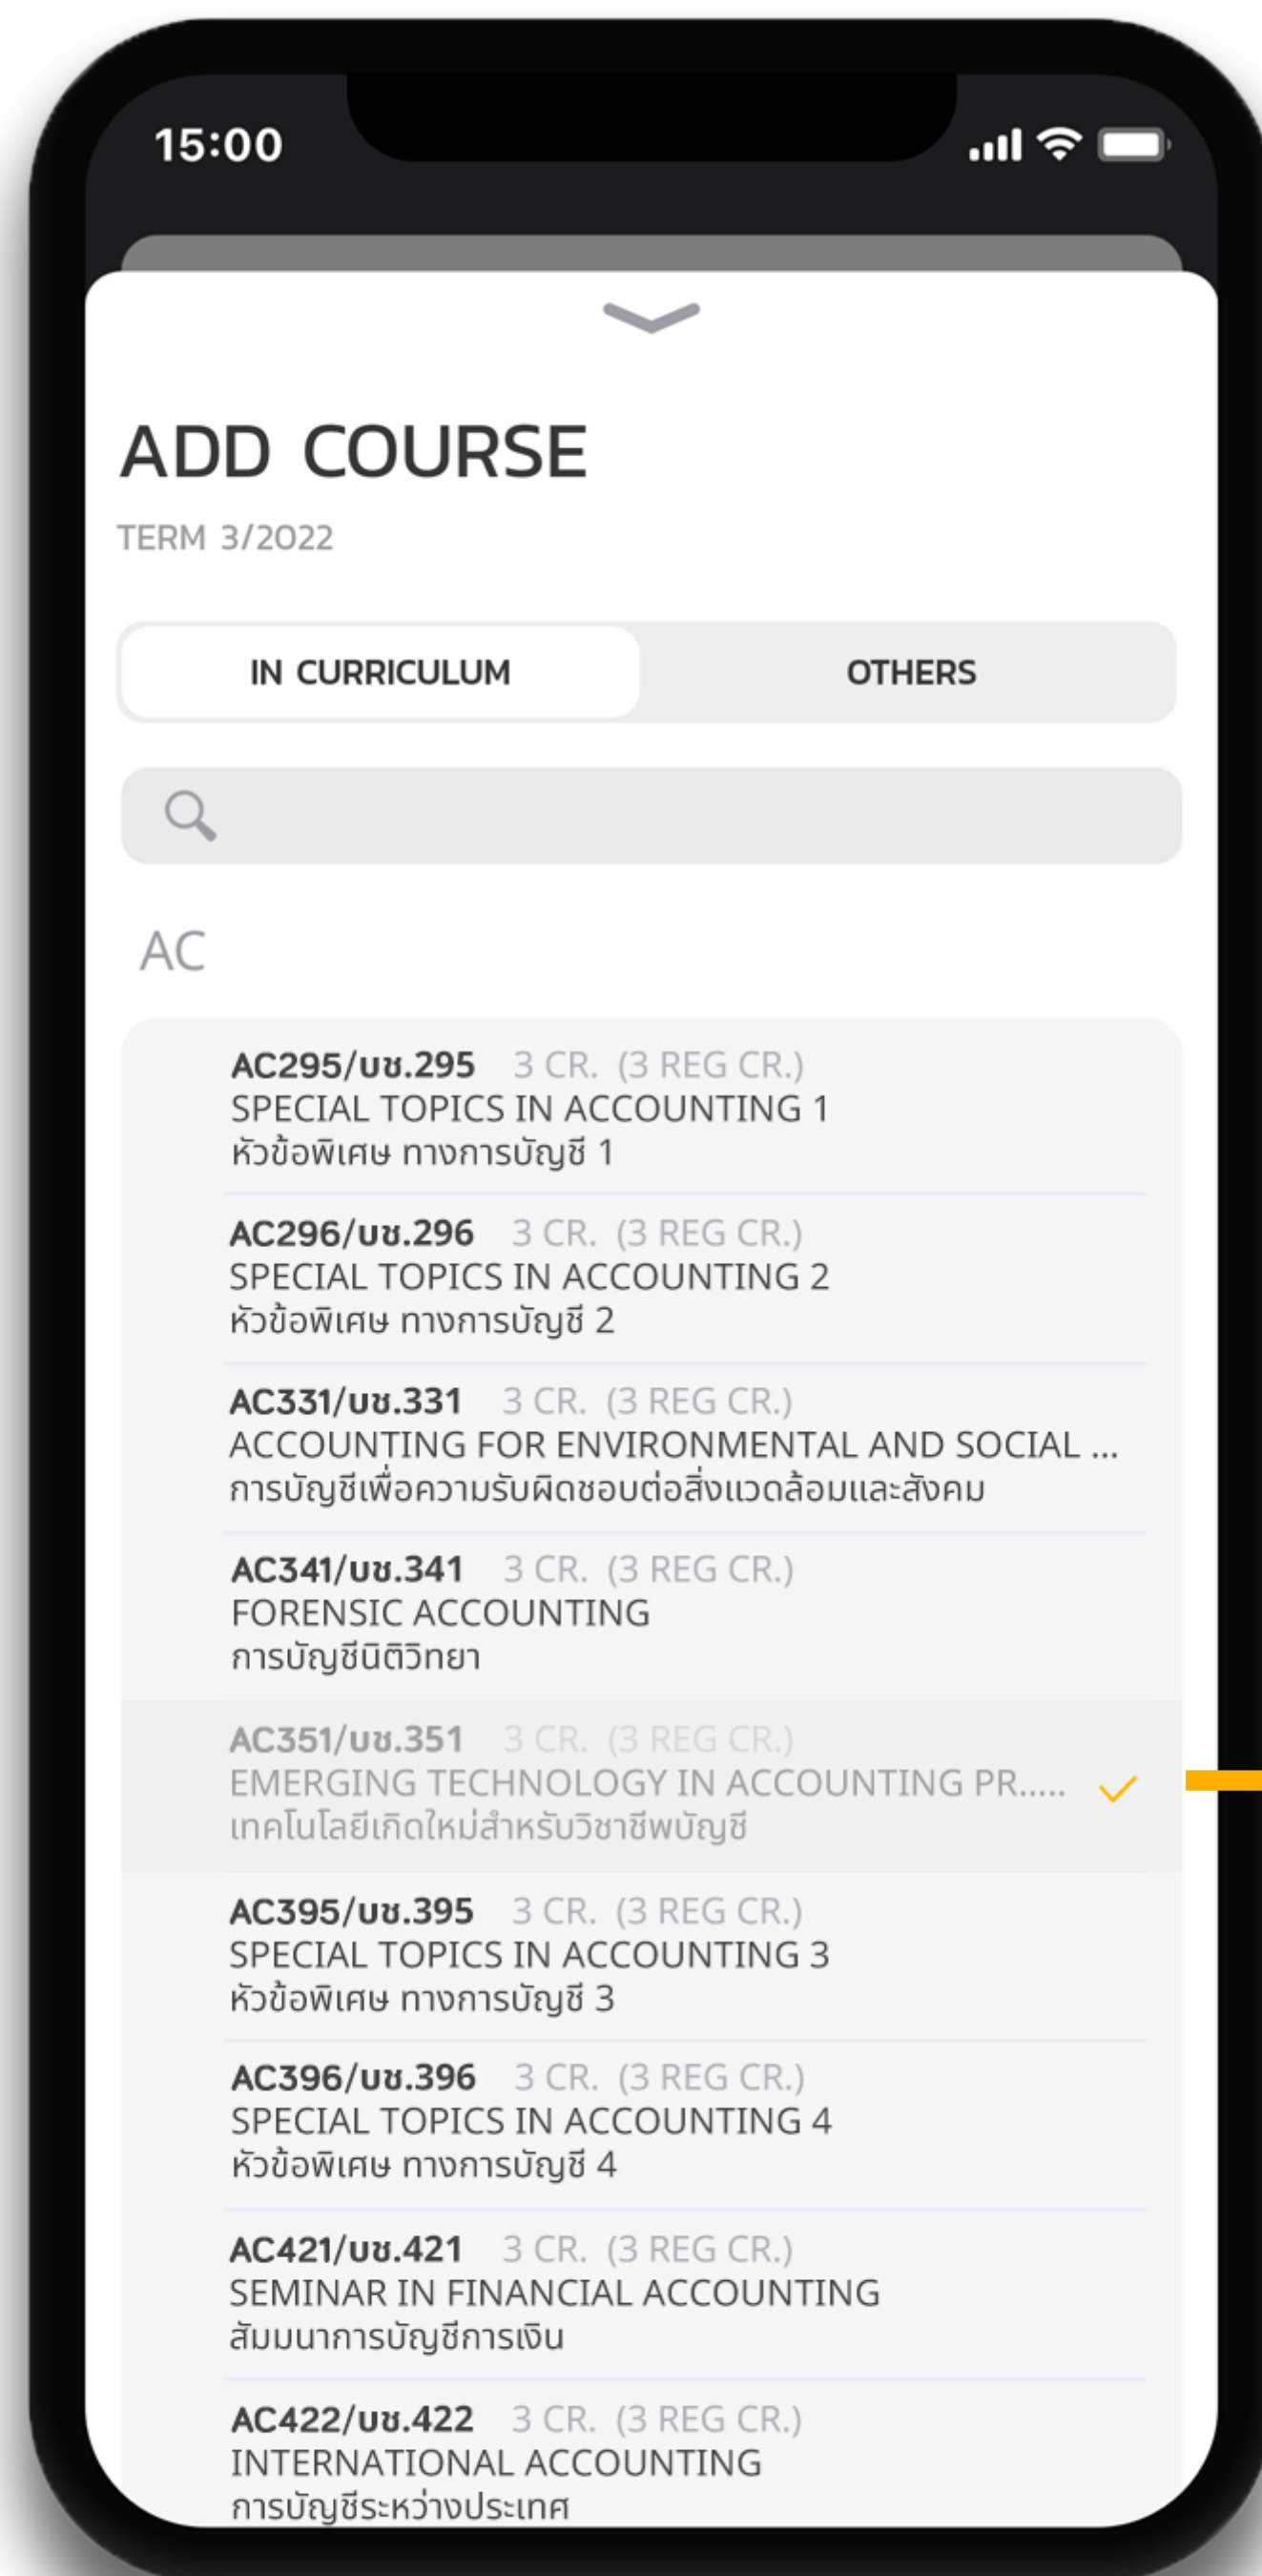 15:00
ADD COURSE
TERM 3/2022
IN CURRICULUM OTHERS
AC
AC295/บช.295 3 CR. (3 REG CR.)
SPECIAL TOPICS IN ACCOUNTING 1
หัวข้อพิเศษ ทางการบัญชี 1
AC296/บช.296 3 CR. (3 REG CR.)
SPECIAL TOPICS IN ACCOUNTING 2
หัวข้อพิเศษ ทางการบัญชี 2
AC331/บช.331 3 CR. (3 REG CR.)
ACCOUNTING FOR ENVIRONMENTAL AND SOCIAL ...
การบัญชีเพื่อความรับผิดชอบต่อสิ่งแวดล้อมและสังคม
AC341/บช.341 3 CR. (3 REG CR.)
FORENSIC ACCOUNTING
การบัญชีนิติวิทยา
AC351/บช.351 3 CR. (3 REG CR.)
EMERGING TECHNOLOGY IN ACCOUNTING PR.....
เทคโนโลยีเกิดใหม่สำหรับวิชาชีพบัญชี
AC395/บช.395 3 CR. (3 REG CR.)
SPECIAL TOPICS IN ACCOUNTING 3
หัวข้อพิเศษ ทางการบัญชี 3
AC396/บช.396 3 CR. (3 REG CR.)
SPECIAL TOPICS IN ACCOUNTING 4
หัวข้อพิเศษ ทางการบัญชี 4
AC421/บช.421 3 CR. (3 REG CR.)
SEMINAR IN FINANCIAL ACCOUNTING
สัมมนาการบัญชีการเงิน
AC422/บช.422 3 CR. (3 REG CR.)
INTERNATIONAL ACCOUNTING
การบัญชีระหว่างประเทศ